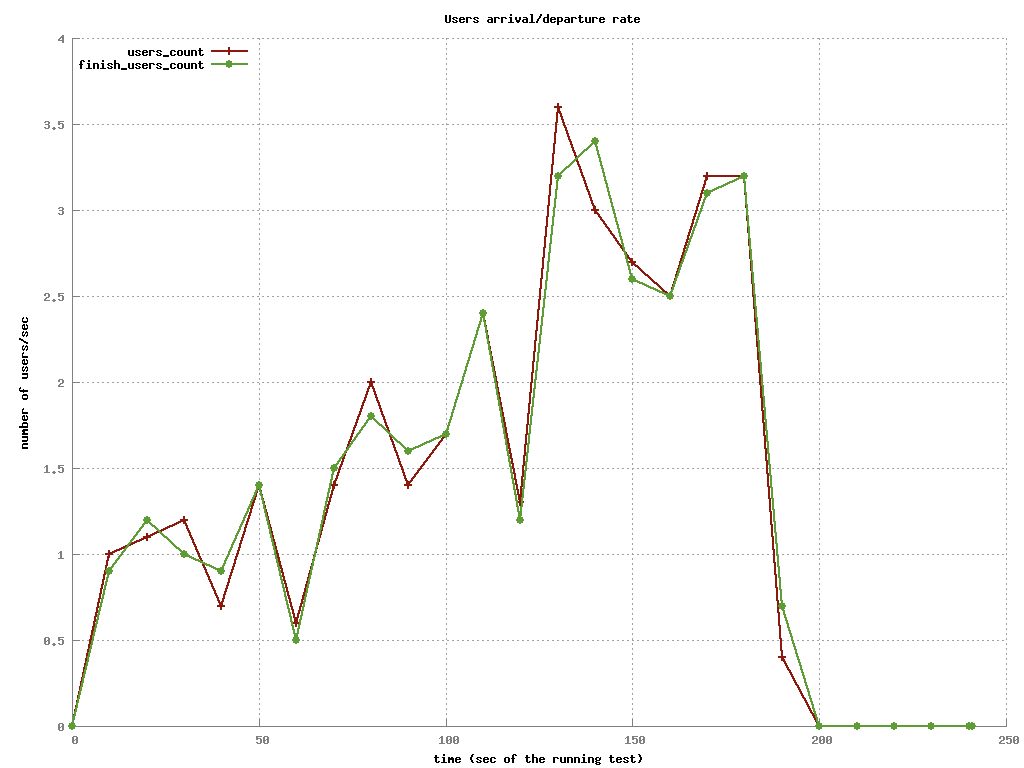 Users arrival/departure rate
users_count
finish_users_count
4
3.5
3
2.5
2
1.5
1
0.5
0
number of users/sec
0 50 100 150 200 250
time (sec of the running test)